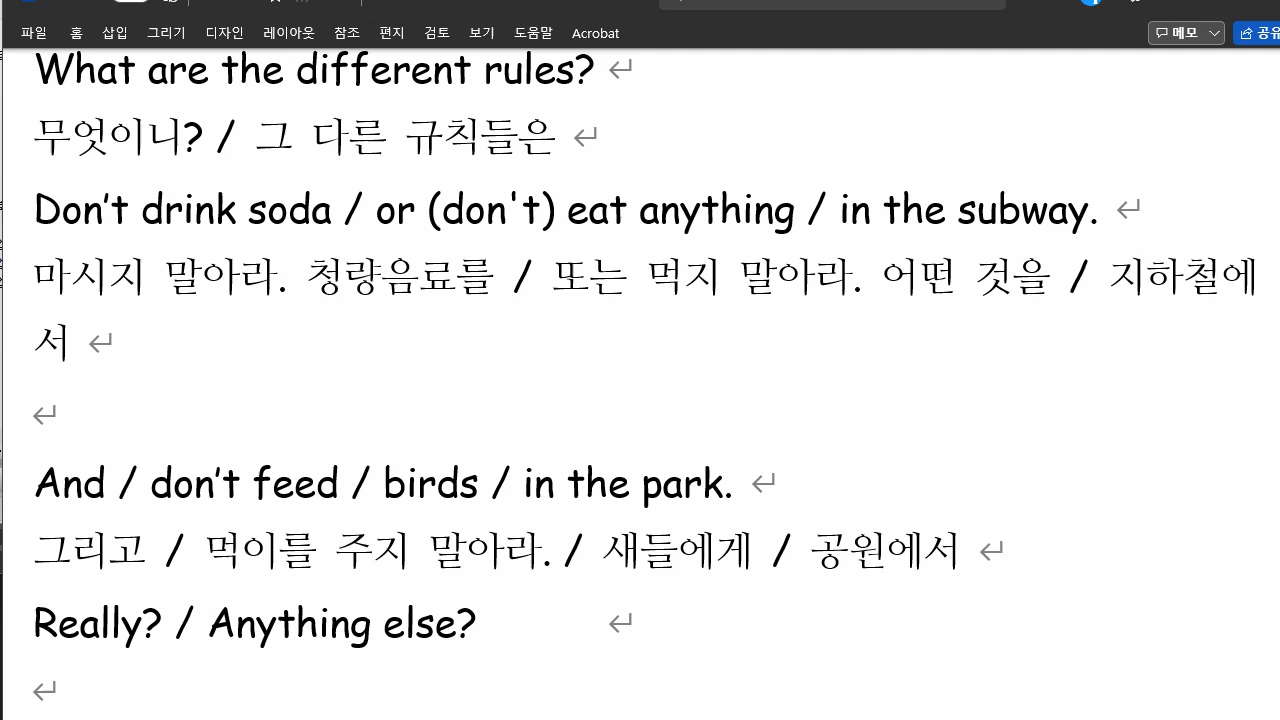 파일 홈 삽입 그리기 디자인 레이아웃 참조 편지 검토 보기 도움말 Acrobat 메모 공유
What are the different rules?
무엇이니? / 그 다른 규칙들은
Don’t drink soda / or (don't) eat anything / in the subway.
마시지 말아라. 청량음료를 / 또는 먹지 말아라. 어떤 것을 / 지하철에
서
And / don’t feed / birds / in the park.
그리고 / 먹이를 주지 말아라. / 새들에게 / 공원에서
Really? / Anything else?